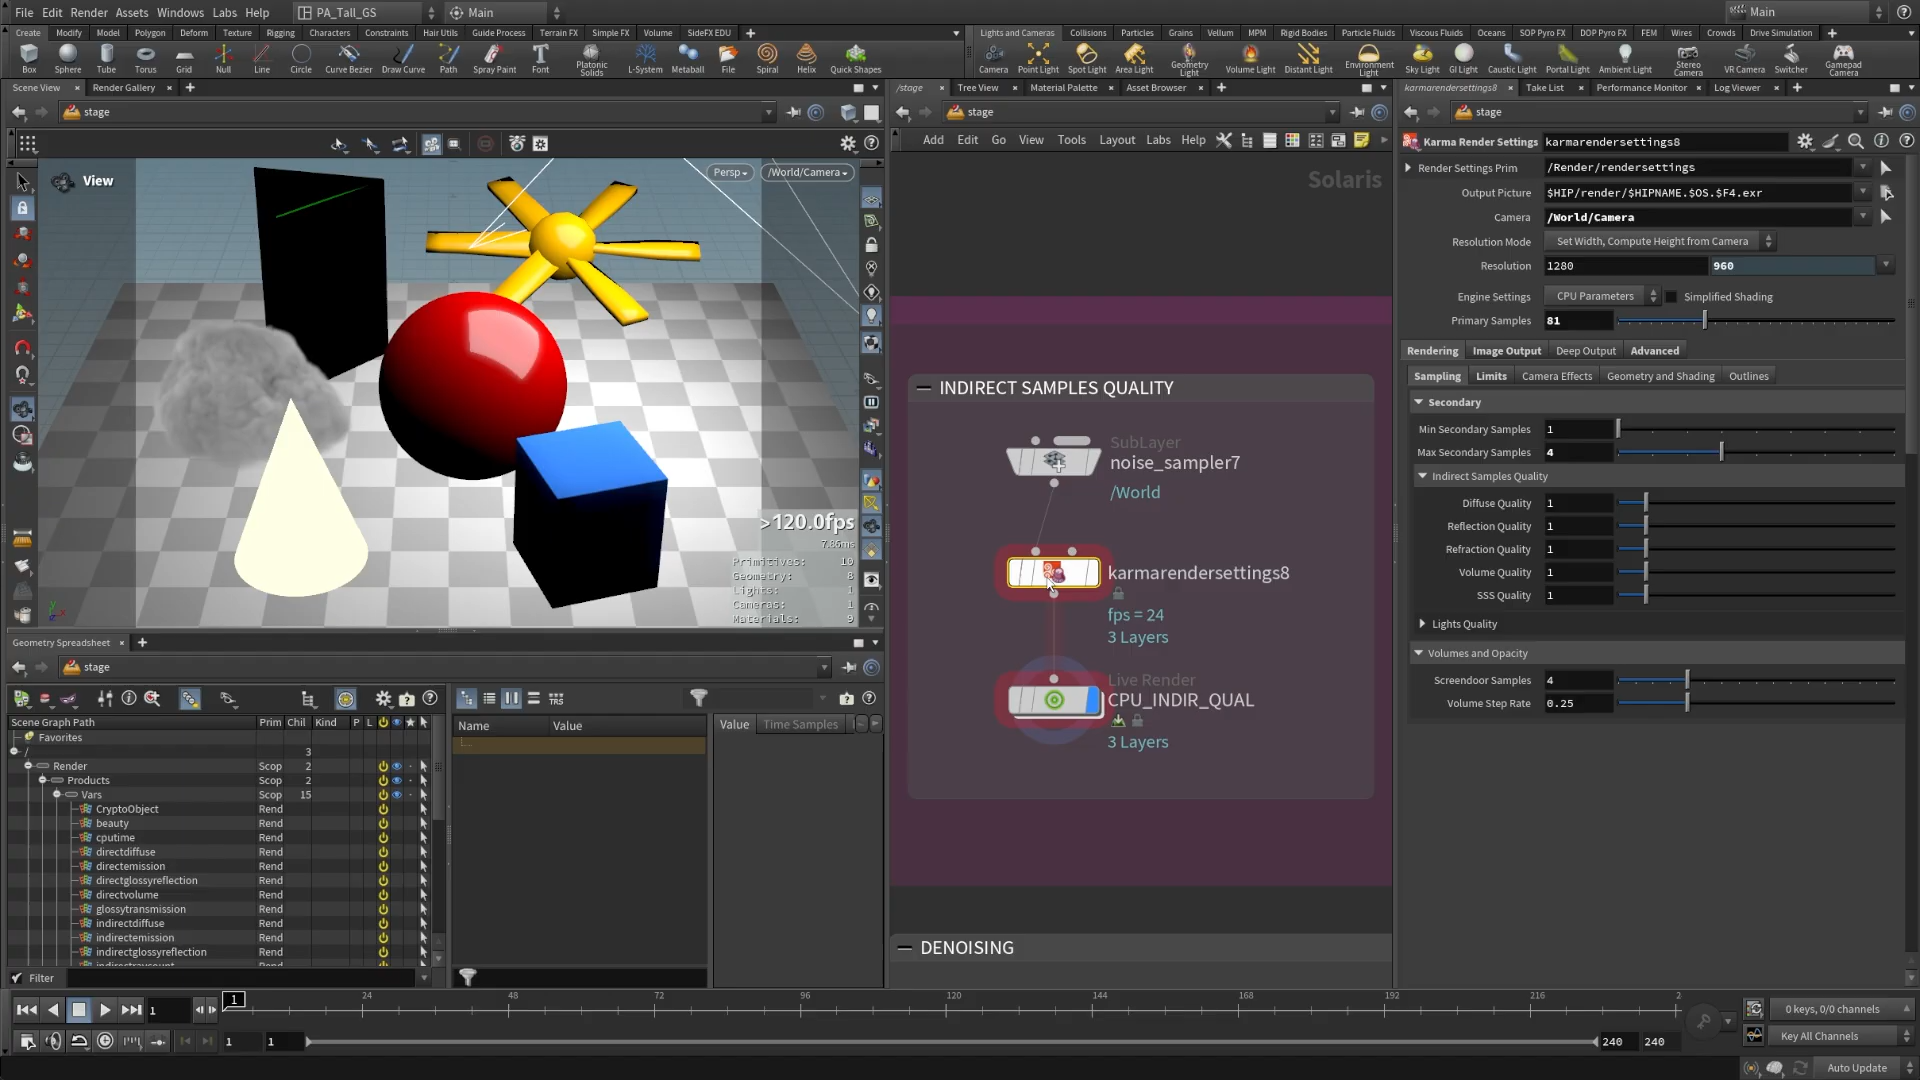 File Edit Render Assets Windows Labs Help PA_Tall_GS Main Main
Create Modify Model Polygon Deform Texture Rigging Characters Constraints Hair Utils Guide Process Terrain FX Simple FX Volume SideFX EDU
Lights and Cameras Collisions Particles Grains Vellum MPM Rigid Bodies Particle Fluids Viscous Fluids Oceans SOP Pyro FX DOP Pyro FX FEM Wires Crowds Drive Simulation
Box Sphere Tube Torus Grid Null Line Circle Curve Bezier Draw Curve Path Spray Paint Font Platonic Solids L-System Metaball File Spiral Helix Quick Shapes
Camera Point Light Spot Light Area Light Geometry Light Volume Light Distant Light Environment Light Sky Light GI Light Caustic Light Portal Light Ambient Light Stereo Camera VR Camera Switcher Gamepad Camera
Scene View Render Gallery
stage
View
Persp /World/Camera
>120.0fps
7.86ms
Primitives: 10
Geometry: 8
Lights: 1
Cameras: 1
Materials: 9
Geometry Spreadsheet
stage
Scene Graph Path Prim Chil Kind P L
Favorites
/ 3
Render Scop 2
Products Scop 2
Vars Scop 15
CryptoObject Rend
beauty Rend
cputime Rend
directdiffuse Rend
directemission Rend
directglossyreflection Rend
directvolume Rend
glossytransmission Rend
indirectdiffuse Rend
indirectemission Rend
indirectglossyreflection Rend
Filter
TRS
Name Value
Value Time Samples
/stage Tree View Material Palette Asset Browser
stage
Add Edit Go View Tools Layout Labs Help
Solaris
INDIRECT SAMPLES QUALITY
SubLayer
noise_sampler7
/World
karmarendersettings8
fps = 24
3 Layers
Live Render
CPU_INDIR_QUAL
3 Layers
DENOISING
karmarendersettings8 Take List Performance Monitor Log Viewer
stage
Karma Render Settings karmarendersettings8
Render Settings Prim /Render/rendersettings
Output Picture $HIP/render/$HIPNAME.$OS.$F4.exr
Camera /World/Camera
Resolution Mode Set Width, Compute Height from Camera
Resolution 1280 960
Engine Settings CPU Parameters Simplified Shading
Primary Samples 81
Rendering Image Output Deep Output Advanced
Sampling Limits Camera Effects Geometry and Shading Outlines
Secondary
Min Secondary Samples 1
Max Secondary Samples 4
Indirect Samples Quality
Diffuse Quality 1
Reflection Quality 1
Refraction Quality 1
Volume Quality 1
SSS Quality 1
Lights Quality
Volumes and Opacity
Screendoor Samples 4
Volume Step Rate 0.25
1 1 24 48 72 96 120 144 168 192 216 2
0 keys, 0/0 channels
1 1 240 240
Key All Channels
Auto Update